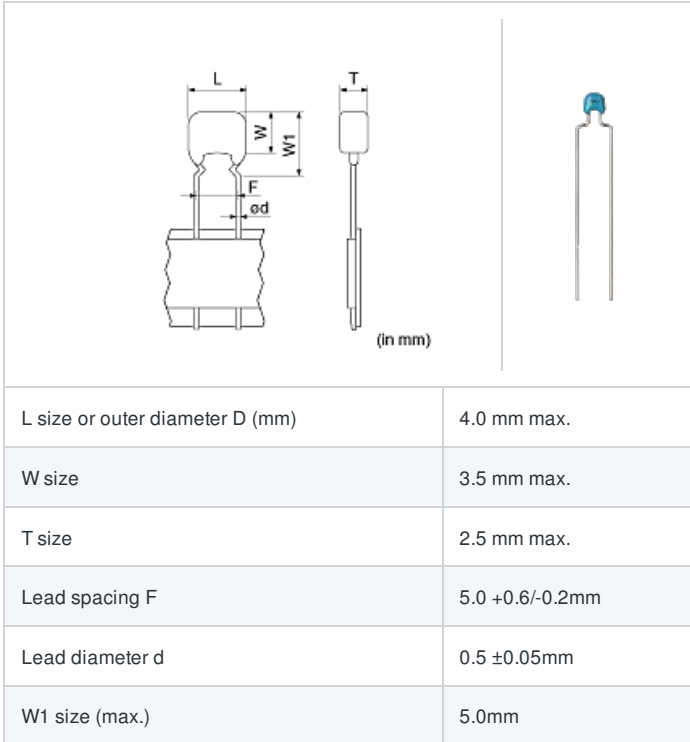 L
T
W
W1
F
ød
(in mm)
L size or outer diameter D (mm) 4.0 mm max.
W size 3.5 mm max.
T size 2.5 mm max.
Lead spacing F 5.0 +0.6/-0.2mm
Lead diameter d 0.5 ±0.05mm
W1 size (max.) 5.0mm